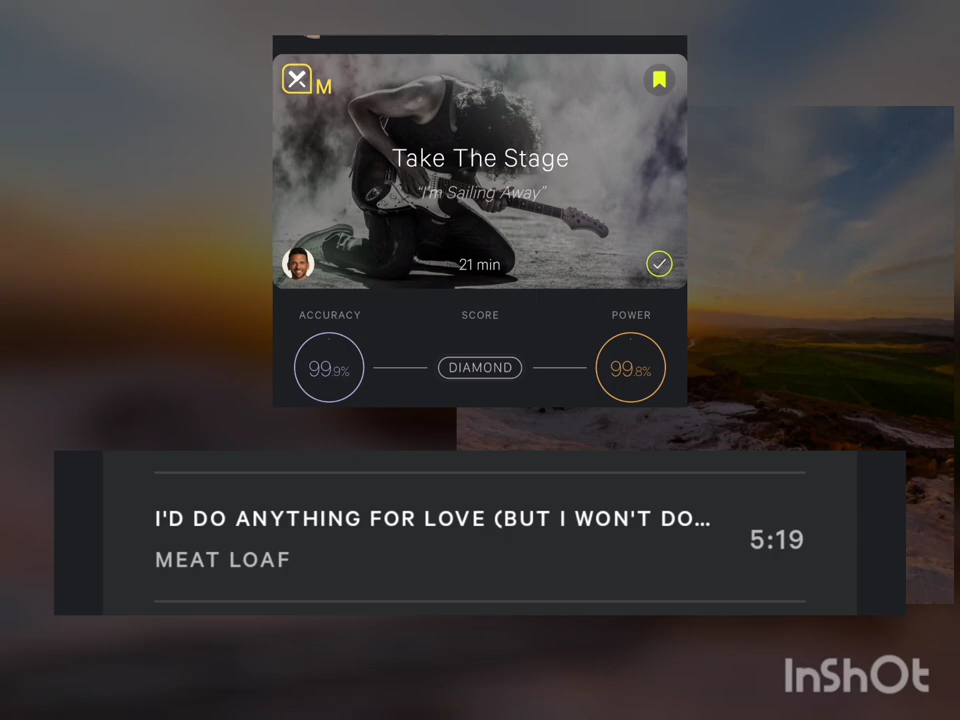 M
Take The Stage
"I'm Sailing Away"
21 min
ACCURACY SCORE POWER
99.9% DIAMOND 99.8%
I'D DO ANYTHING FOR LOVE (BUT I WON'T DO...
5:19
MEAT LOAF
InShOt